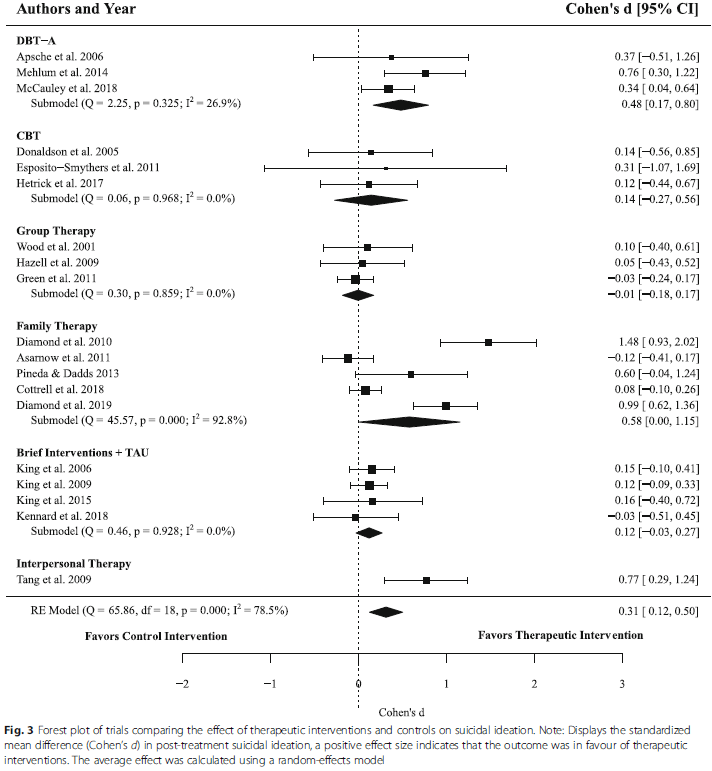 Authors and Year Cohen's d [95% CI]
DBT−A
Apsche et al. 2006 0.37 [−0.51, 1.26]
Mehlum et al. 2014 0.76 [ 0.30, 1.22]
McCauley et al. 2018 0.34 [ 0.04, 0.64]
Submodel (Q = 2.25, p = 0.325; I² = 26.9%) 0.48 [0.17, 0.80]
CBT
Donaldson et al. 2005 0.14 [−0.56, 0.85]
Esposito−Smythers et al. 2011 0.31 [−1.07, 1.69]
Hetrick et al. 2017 0.12 [−0.44, 0.67]
Submodel (Q = 0.06, p = 0.968; I² = 0.0%) 0.14 [−0.27, 0.56]
Group Therapy
Wood et al. 2001 0.10 [−0.40, 0.61]
Hazell et al. 2009 0.05 [−0.43, 0.52]
Green et al. 2011 −0.03 [−0.24, 0.17]
Submodel (Q = 0.30, p = 0.859; I² = 0.0%) −0.01 [−0.18, 0.17]
Family Therapy
Diamond et al. 2010 1.48 [ 0.93, 2.02]
Asarnow et al. 2011 −0.12 [−0.41, 0.17]
Pineda & Dadds 2013 0.60 [−0.04, 1.24]
Cottrell et al. 2018 0.08 [−0.10, 0.26]
Diamond et al. 2019 0.99 [ 0.62, 1.36]
Submodel (Q = 45.57, p = 0.000; I² = 92.8%) 0.58 [0.00, 1.15]
Brief Interventions + TAU
King et al. 2006 0.15 [−0.10, 0.41]
King et al. 2009 0.12 [−0.09, 0.33]
King et al. 2015 0.16 [−0.40, 0.72]
Kennard et al. 2018 −0.03 [−0.51, 0.45]
Submodel (Q = 0.46, p = 0.928; I² = 0.0%) 0.12 [−0.03, 0.27]
Interpersonal Therapy
Tang et al. 2009 0.77 [ 0.29, 1.24]
RE Model (Q = 65.86, df = 18, p = 0.000; I² = 78.5%) 0.31 [0.12, 0.50]
Favors Control Intervention Favors Therapeutic Intervention
−2 −1 0 1 2 3
Cohen's d
Fig. 3 Forest plot of trials comparing the effect of therapeutic interventions and controls on suicidal ideation. Note: Displays the standardized
mean difference (Cohen's d) in post-treatment suicidal ideation, a positive effect size indicates that the outcome was in favour of therapeutic
interventions. The average effect was calculated using a random-effects model